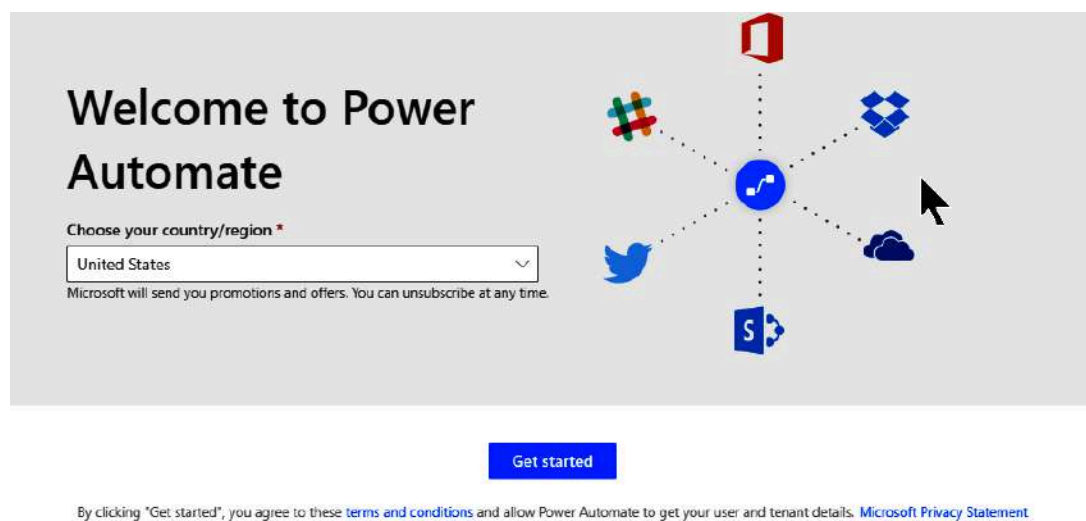 Welcome to Power
Automate
Choose your country/region *
United States
Microsoft will send you promotions and offers. You can unsubscribe at any time.
S
Get started
By clicking "Get started", you agree to these terms and conditions and allow Power Automate to get your user and tenant details. Microsoft Privacy Statement